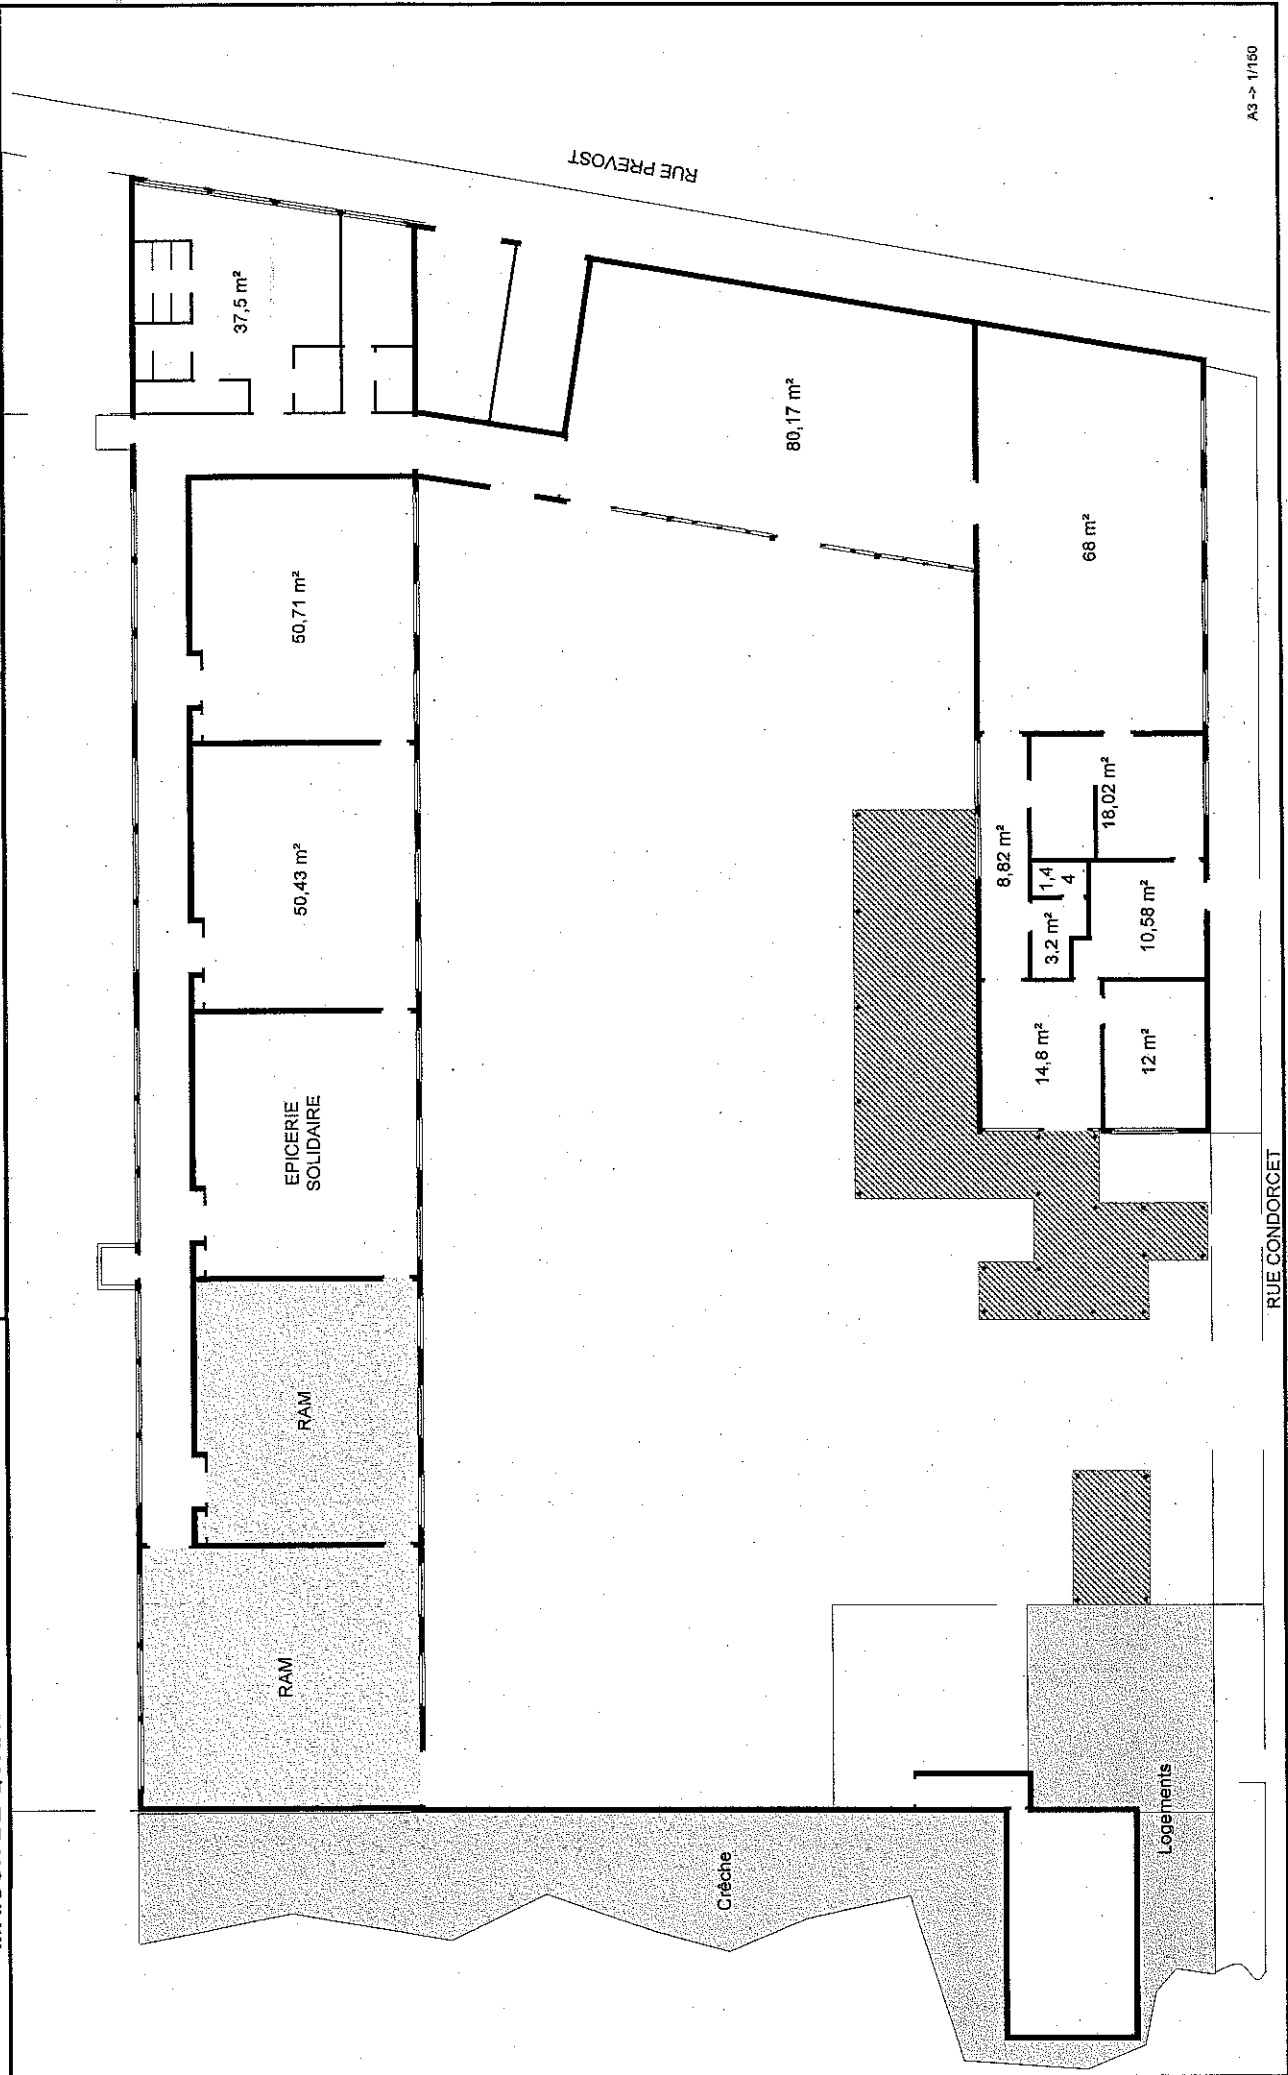 RUE PREVOST
37,5 m²
50,71 m²
50,43 m²
EPICERIE
SOLIDAIRE
RAM
RAM
80,17 m²
68 m²
18,02 m²
8,82 m²
1,4
4
3,2 m²
10,58 m²
14,8 m²
12 m²
Crèche
Logements
RUE CONDORCET
A3 -> 1/150